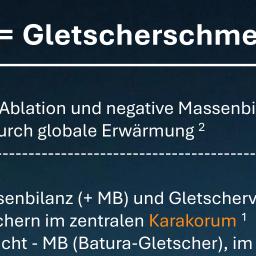 = Gletscherschme
Ablation und negative Massenbi
urch globale Erwärmung ²
senbilanz (+ MB) und Gletscherv
chern im zentralen Karakorum ¹
cht - MB (Batura-Gletscher), im